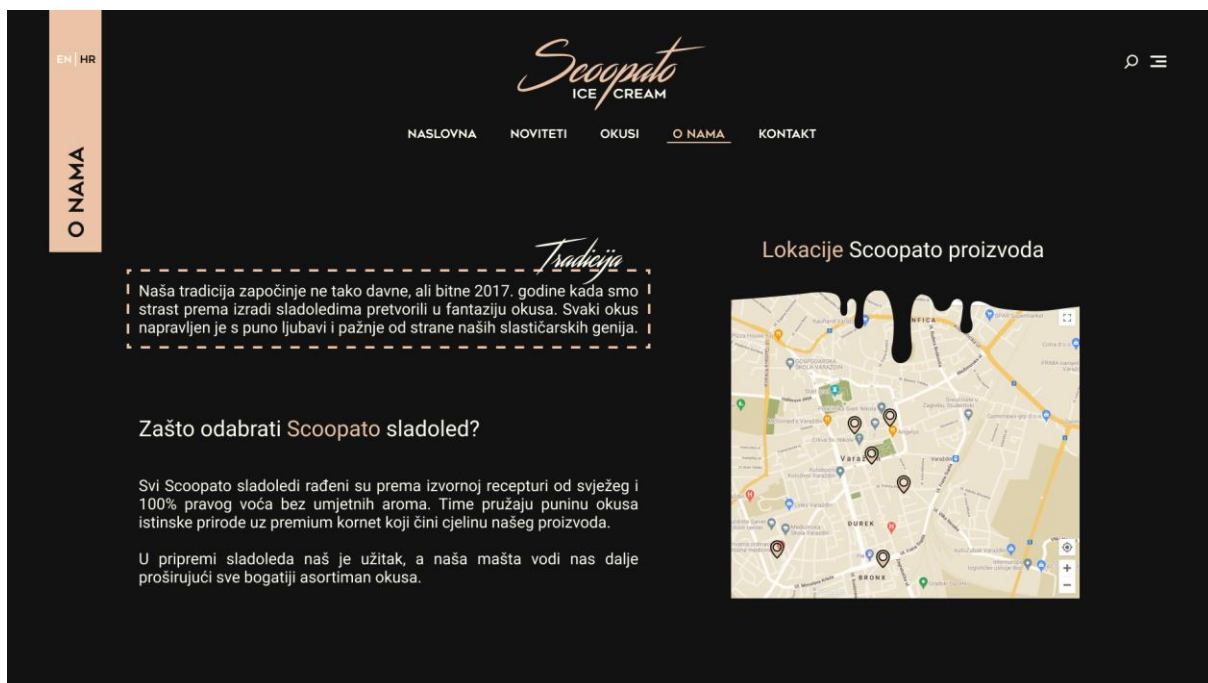 EN | HR
Scoopato
ICE CREAM
NASLOVNA NOVITETI OKUSI O NAMA KONTAKT
O NAMA
Tradicija
Naša tradicija započinje ne tako davne, ali bitne 2017. godine kada smo
strast prema izradi sladoledima pretvorili u fantaziju okusa. Svaki okus
napravljen je s puno ljubavi i pažnje od strane naših slastičarskih genija.
Zašto odabrati Scoopato sladoled?
Svi Scoopato sladoledi rađeni su prema izvornoj recepturi od svježeg i
100% pravog voća bez umjetnih aroma. Time pružaju puninu okusa
istinske prirode uz premium kornet koji čini cjelinu našeg proizvoda.
U pripremi sladoleda naš je užitak, a naša mašta vodi nas dalje
proširujući sve bogatiji asortiman okusa.
Lokacije Scoopato proizvoda
GOSPODARSKA
ŠKOLA VARAŽDIN
ĐUREK
BRONX